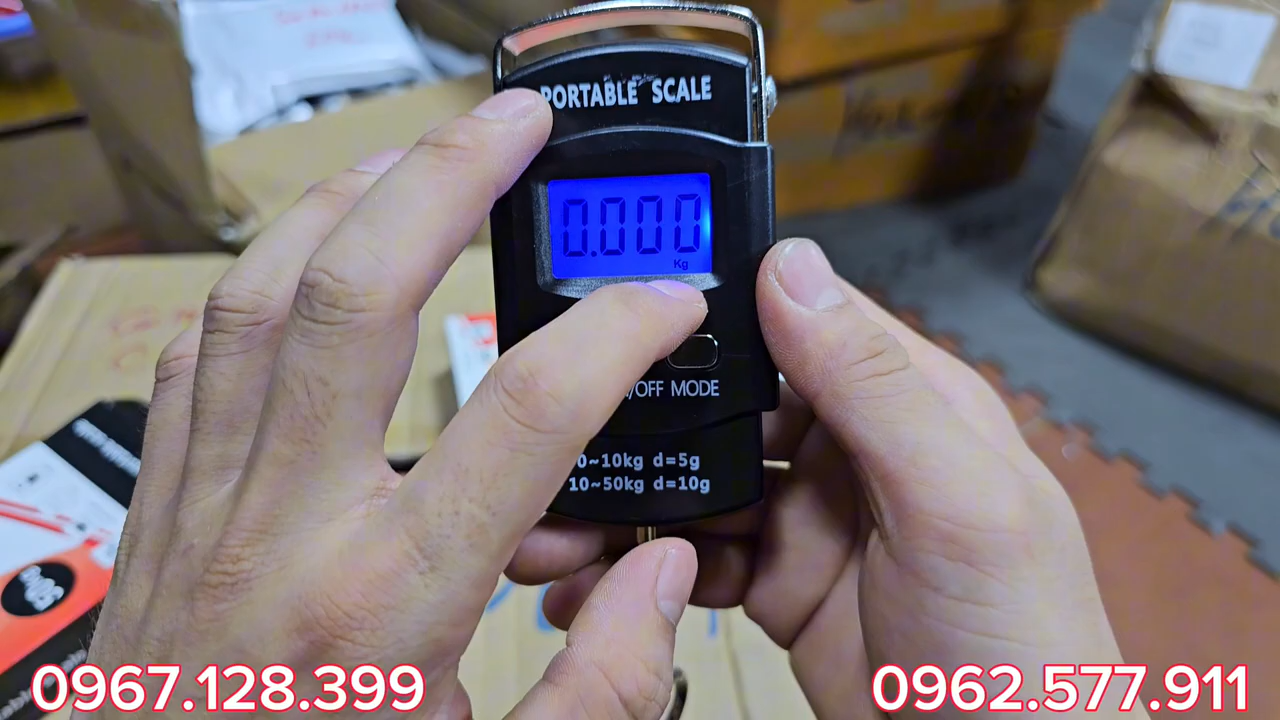 PORTABLE SCALE
0.000
Kg
/OFF MODE
0~10kg d=5g
10~50kg d=10g
0967.128.399
0962.577.911